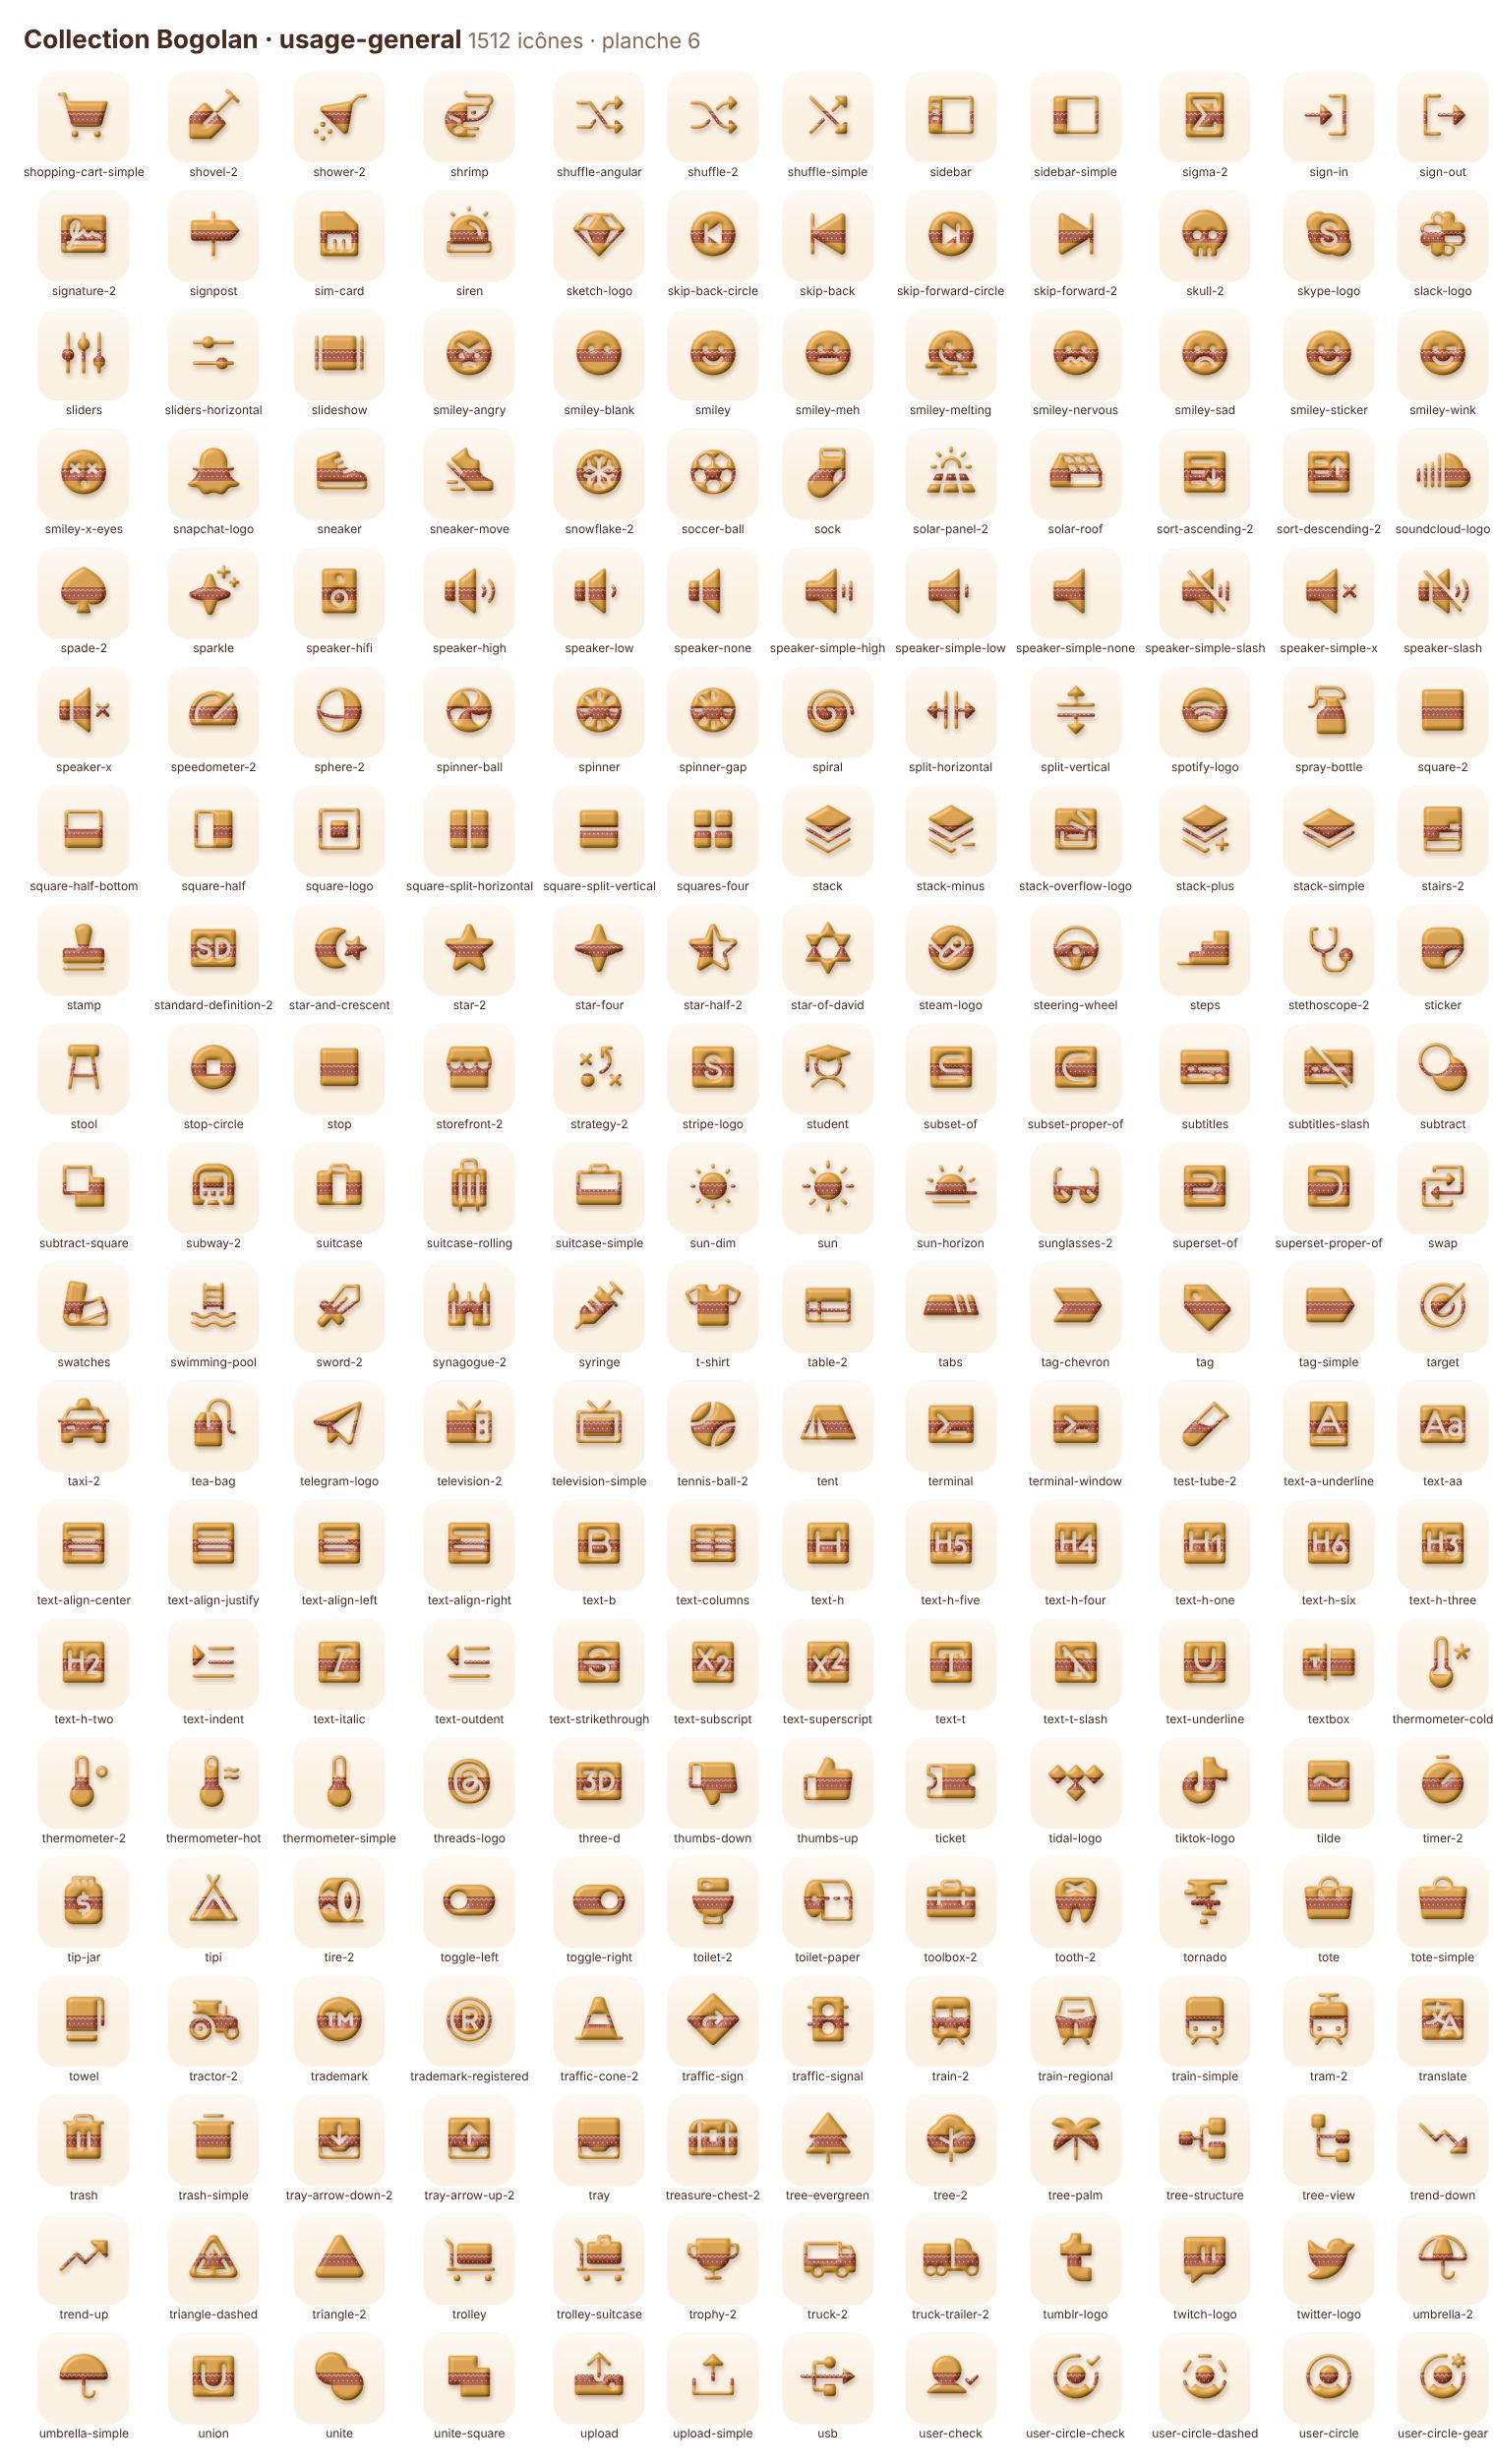 Collection Bogolan · usage-general 1512 icônes · planche 6
shopping-cart-simple shovel-2 shower-2 shrimp shuffle-angular shuffle-2 shuffle-simple sidebar sidebar-simple sigma-2 sign-in sign-out
signature-2 signpost sim-card siren sketch-logo skip-back-circle skip-back skip-forward-circle skip-forward-2 skull-2 skype-logo slack-logo
sliders sliders-horizontal slideshow smiley-angry smiley-blank smiley smiley-meh smiley-melting smiley-nervous smiley-sad smiley-sticker smiley-wink
smiley-x-eyes snapchat-logo sneaker sneaker-move snowflake-2 soccer-ball sock solar-panel-2 solar-roof sort-ascending-2 sort-descending-2 soundcloud-logo
spade-2 sparkle speaker-hifi speaker-high speaker-low speaker-none speaker-simple-high speaker-simple-low speaker-simple-none speaker-simple-slash speaker-simple-x speaker-slash
speaker-x speedometer-2 sphere-2 spinner-ball spinner spinner-gap spiral split-horizontal split-vertical spotify-logo spray-bottle square-2
square-half-bottom square-half square-logo square-split-horizontal square-split-vertical squares-four stack stack-minus stack-overflow-logo stack-plus stack-simple stairs-2
SD
stamp standard-definition-2 star-and-crescent star-2 star-four star-half-2 star-of-david steam-logo steering-wheel steps stethoscope-2 sticker
S
stool stop-circle stop storefront-2 strategy-2 stripe-logo student subset-of subset-proper-of subtitles subtitles-slash subtract
subtract-square subway-2 suitcase suitcase-rolling suitcase-simple sun-dim sun sun-horizon sunglasses-2 superset-of superset-proper-of swap
swatches swimming-pool sword-2 synagogue-2 syringe t-shirt table-2 tabs tag-chevron tag tag-simple target
A Aa
taxi-2 tea-bag telegram-logo television-2 television-simple tennis-ball-2 tent terminal terminal-window test-tube-2 text-a-underline text-aa
B H H5 H4 H1 H6 H3
text-align-center text-align-justify text-align-left text-align-right text-b text-columns text-h text-h-five text-h-four text-h-one text-h-six text-h-three
H2 I S X2 x2 T T U T
text-h-two text-indent text-italic text-outdent text-strikethrough text-subscript text-superscript text-t text-t-slash text-underline textbox thermometer-cold
3D
thermometer-2 thermometer-hot thermometer-simple threads-logo three-d thumbs-down thumbs-up ticket tidal-logo tiktok-logo tilde timer-2
$
tip-jar tipi tire-2 toggle-left toggle-right toilet-2 toilet-paper toolbox-2 tooth-2 tornado tote tote-simple
TM R 文A
towel tractor-2 trademark trademark-registered traffic-cone-2 traffic-sign traffic-signal train-2 train-regional train-simple tram-2 translate
trash trash-simple tray-arrow-down-2 tray-arrow-up-2 tray treasure-chest-2 tree-evergreen tree-2 tree-palm tree-structure tree-view trend-down
trend-up triangle-dashed triangle-2 trolley trolley-suitcase trophy-2 truck-2 truck-trailer-2 tumblr-logo twitch-logo twitter-logo umbrella-2
umbrella-simple union unite unite-square upload upload-simple usb user-check user-circle-check user-circle-dashed user-circle user-circle-gear